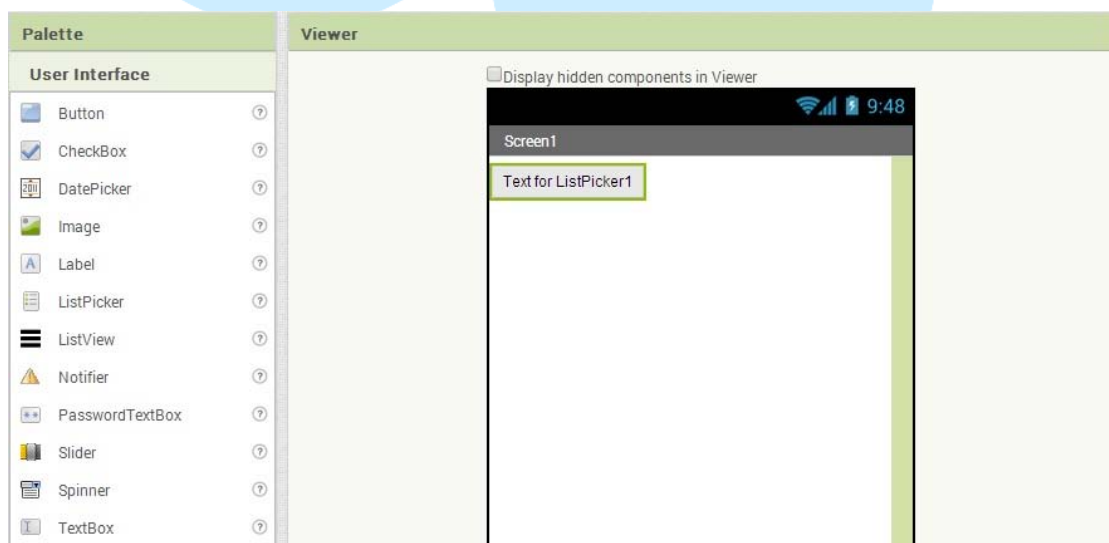 Palette
User Interface
Button
CheckBox
DatePicker
Image
Label
ListPicker
ListView
Notifier
PasswordTextBox
Slider
Spinner
TextBox
Viewer
Display hidden components in Viewer
9:48
Screen1
Text for ListPicker1